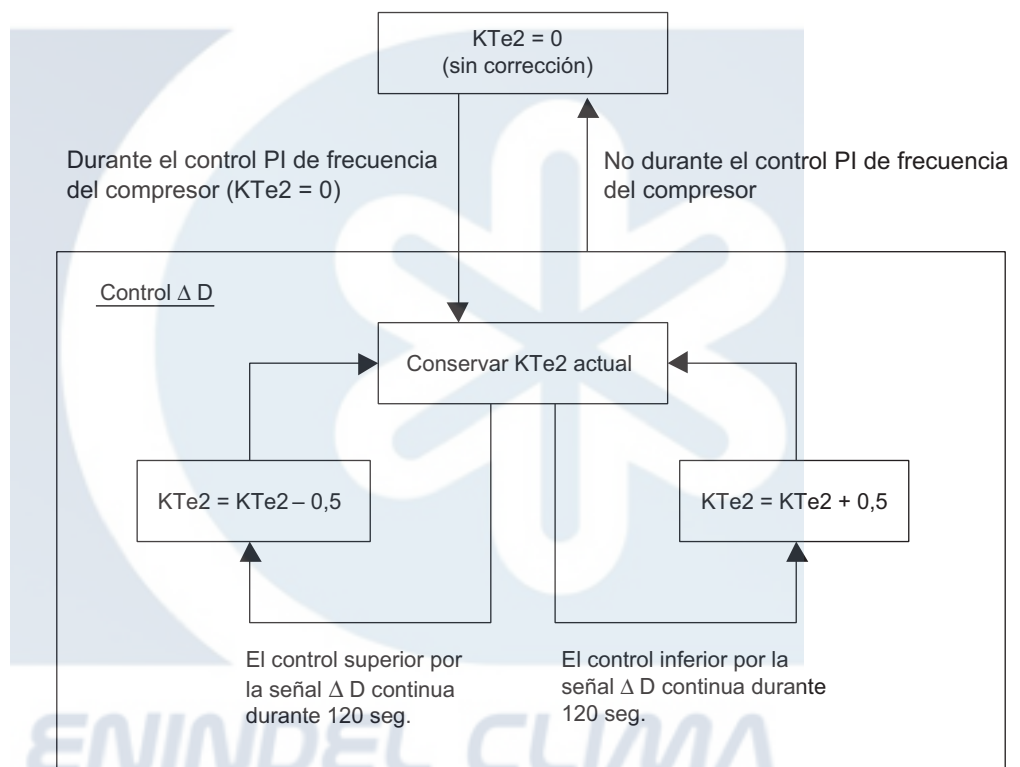 KTe2 = 0
(sin corrección)
Durante el control PI de frecuencia
del compresor (KTe2 = 0)
No durante el control PI de frecuencia
del compresor
Control Δ D
Conservar KTe2 actual
KTe2 = KTe2 – 0,5
KTe2 = KTe2 + 0,5
El control superior por
la señal Δ D continua
durante 120 seg.
El control inferior por la
señal Δ D continua durante
120 seg.
ENINDEL CLIMA